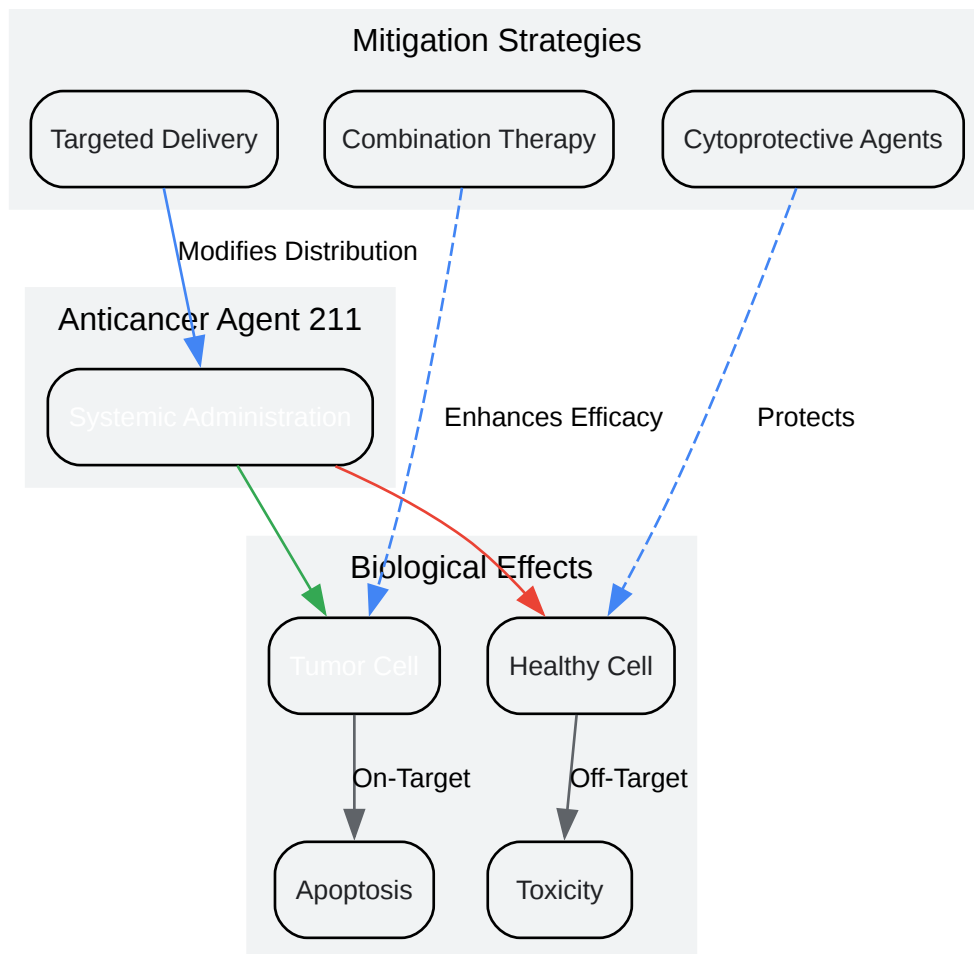 Mitigation Strategies
Targeted Delivery
Combination Therapy
Cytoprotective Agents
Modifies Distribution
Anticancer Agent 211
Systemic Administration
Enhances Efficacy
Protects
Biological Effects
Tumor Cell
Healthy Cell
On-Target
Off-Target
Apoptosis
Toxicity